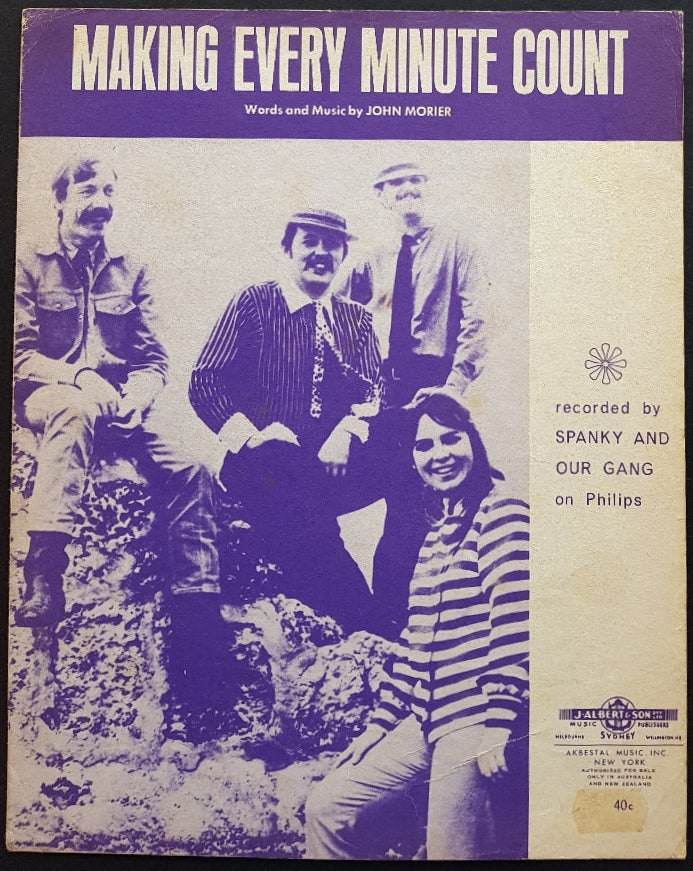 MAKING EVERY MINUTE COUNT
Words and Music by JOHN MORIER
recorded by
SPANKY AND
OUR GANG
on Philips
J. ALBERT & SON PTY LTD
MUSIC PUBLISHERS
MELBOURNE SYDNEY WELLINGTON, N.Z.
AKBESTAL MUSIC. INC.
NEW YORK
AUTHORISED FOR SALE
ONLY IN AUSTRALIA
AND NEW ZEALAND
40c